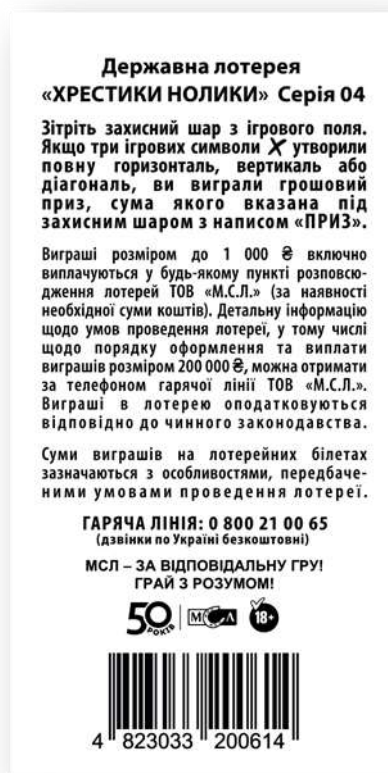 Державна лотерея
«ХРЕСТИКИ НОЛИКИ» Серія 04
Зітріть захисний шар з ігрового поля.
Якщо три ігрових символи X утворили
повну горизонталь, вертикаль або
діагональ, ви виграли грошовий
приз, сума якого вказана під
захисним шаром з написом «ПРИЗ».
Виграші розміром до 1 000 ₴ включно
виплачуються у будь-якому пункті розповсю-
дження лотерей ТОВ «М.С.Л.» (за наявності
необхідної суми коштів). Детальну інформацію
щодо умов проведення лотереї, у тому числі
щодо порядку оформлення та виплати
виграшів розміром 200 000 ₴, можна отримати
за телефоном гарячої лінії ТОВ «М.С.Л.».
Виграші в лотерею оподатковуються
відповідно до чинного законодавства.
Суми виграшів на лотерейних білетах
зазначаються з особливостями, передбаче-
ними умовами проведення лотереї.
ГАРЯЧА ЛІНІЯ: 0 800 21 00 65
(дзвінки по Україні безкоштовні)
МСЛ – ЗА ВІДПОВІДАЛЬНУ ГРУ!
ГРАЙ З РОЗУМОМ!
50 РОКІВ МСЛ 18+
4 823033 200614